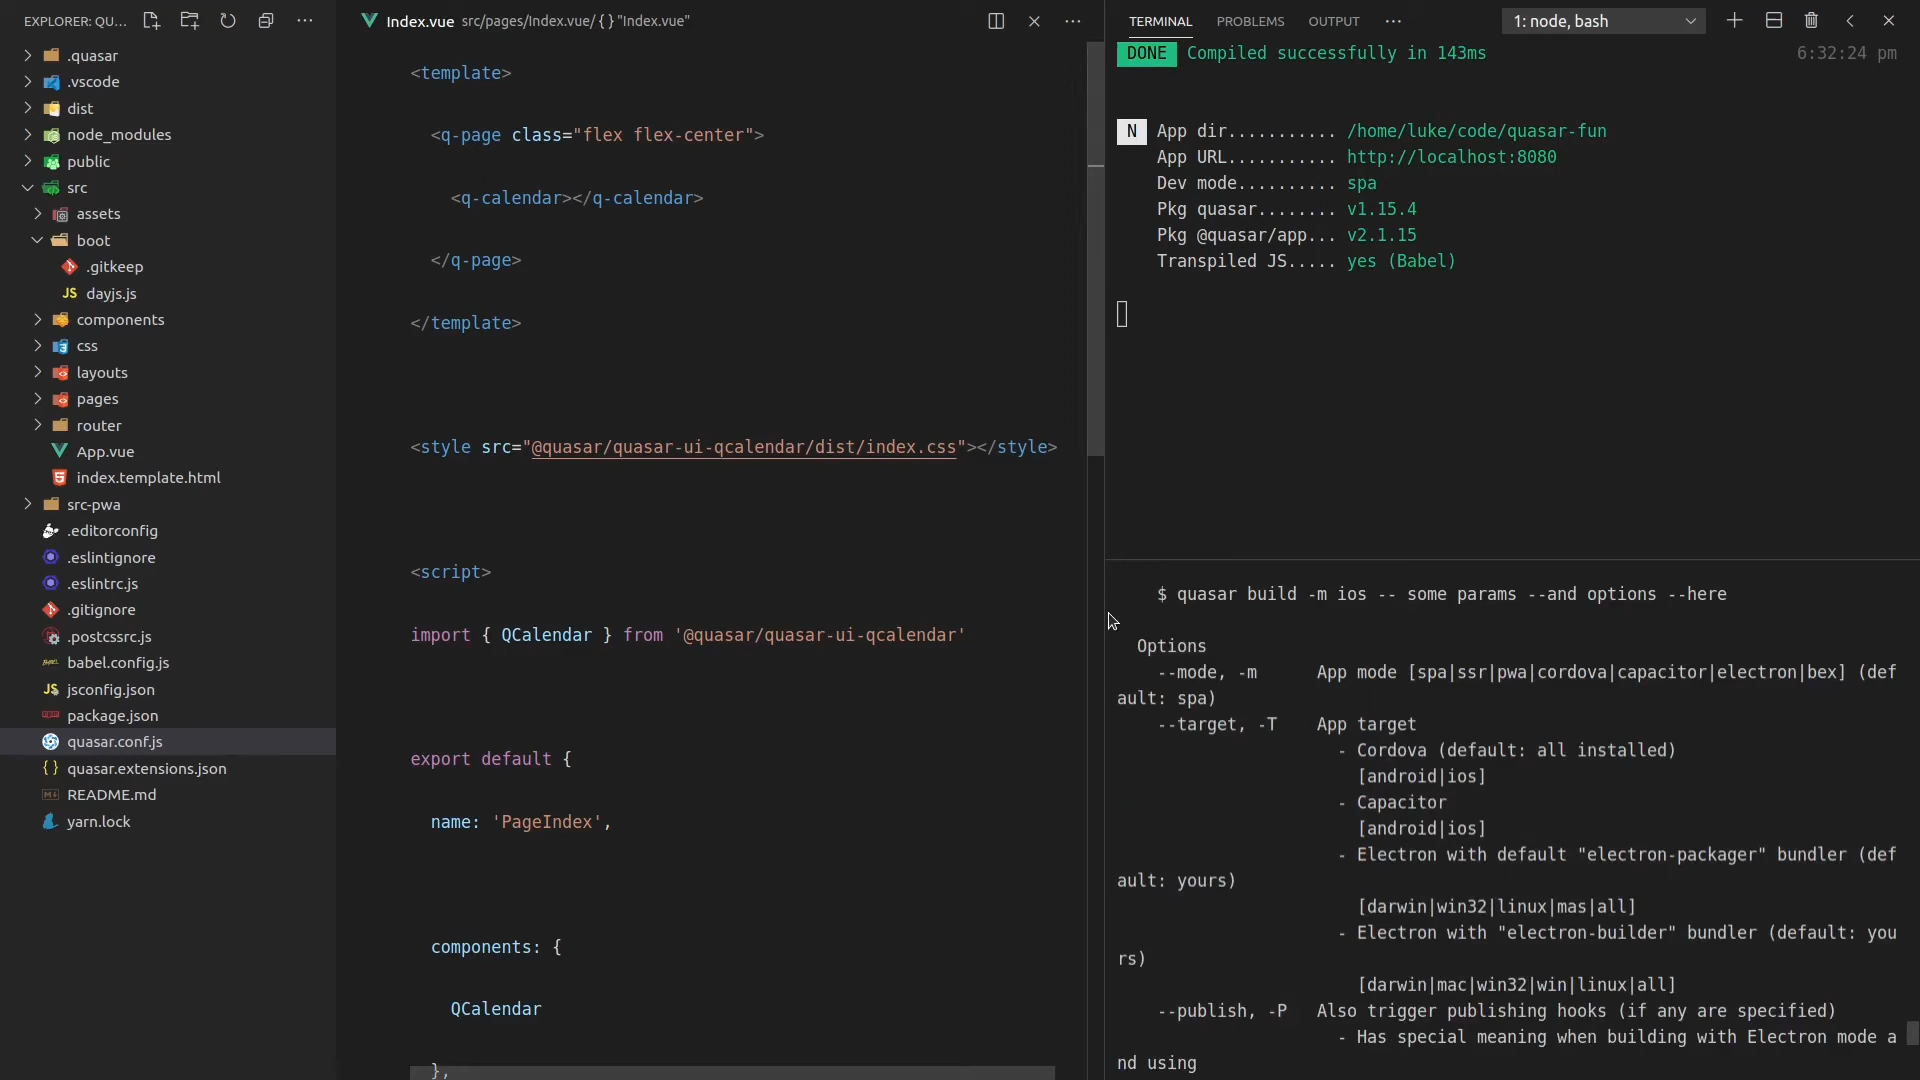 EXPLORER: QU...
.quasar
.vscode
dist
node_modules
public
src
assets
boot
.gitkeep
JS dayjs.js
components
css
layouts
pages
router
App.vue
index.template.html
src-pwa
.editorconfig
.eslintignore
.eslintrc.js
.gitignore
.postcssrc.js
babel.config.js
JS jsconfig.json
package.json
quasar.conf.js
{ } quasar.extensions.json
README.md
yarn.lock
Index.vue src/pages/Index.vue/ { } "Index.vue"
<template>
<q-page class="flex flex-center">
<q-calendar></q-calendar>
</q-page>
</template>
<style src="@quasar/quasar-ui-qcalendar/dist/index.css"></style>
<script>
import { QCalendar } from '@quasar/quasar-ui-qcalendar'
export default {
name: 'PageIndex',
components: {
QCalendar
},
TERMINAL PROBLEMS OUTPUT ... 1: node, bash
DONE Compiled successfully in 143ms 6:32:24 pm
N App dir........... /home/luke/code/quasar-fun
App URL........... http://localhost:8080
Dev mode.......... spa
Pkg quasar........ v1.15.4
Pkg @quasar/app... v2.1.15
Transpiled JS..... yes (Babel)
$ quasar build -m ios -- some params --and options --here
Options
--mode, -m App mode [spa|ssr|pwa|cordova|capacitor|electron|bex] (def
ault: spa)
--target, -T App target
- Cordova (default: all installed)
[android|ios]
- Capacitor
[android|ios]
- Electron with default "electron-packager" bundler (def
ault: yours)
[darwin|win32|linux|mas|all]
- Electron with "electron-builder" bundler (default: you
rs)
[darwin|mac|win32|win|linux|all]
--publish, -P Also trigger publishing hooks (if any are specified)
- Has special meaning when building with Electron mode a
nd using